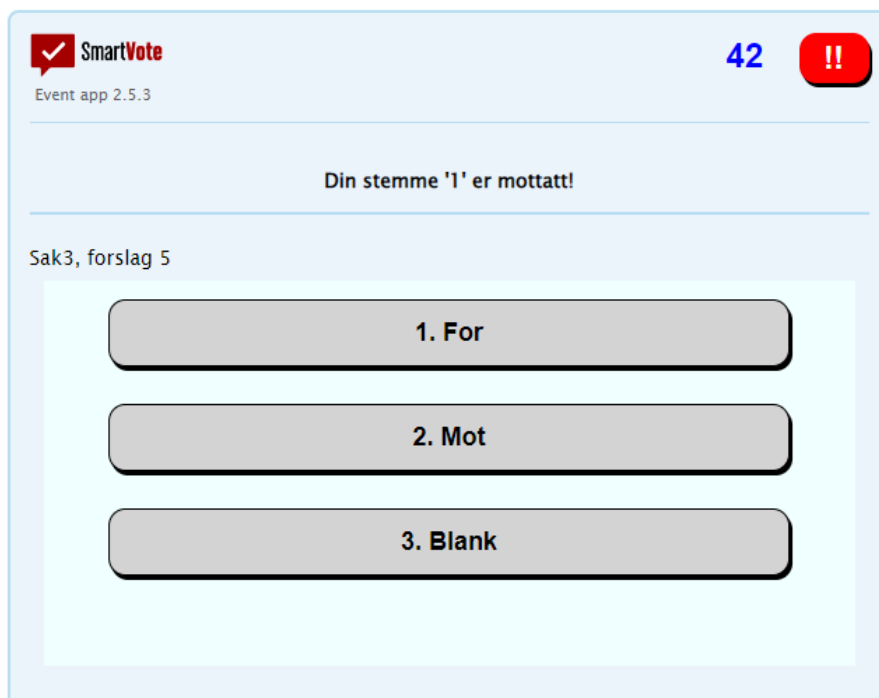 SmartVote
42
!!
Event app 2.5.3
Din stemme '1' er mottatt!
Sak3, forslag 5
1. For
2. Mot
3. Blank